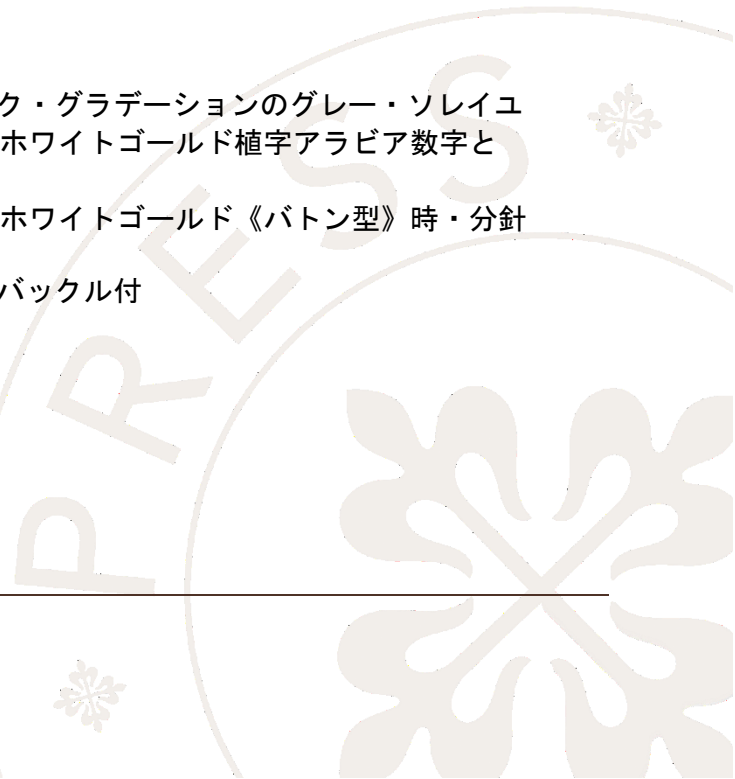 ク・グラデーションのグレー・ソレイユ
ホワイトゴールド植字アラビア数字と
ホワイトゴールド《バトン型》時・分針
バックル付
PRESS